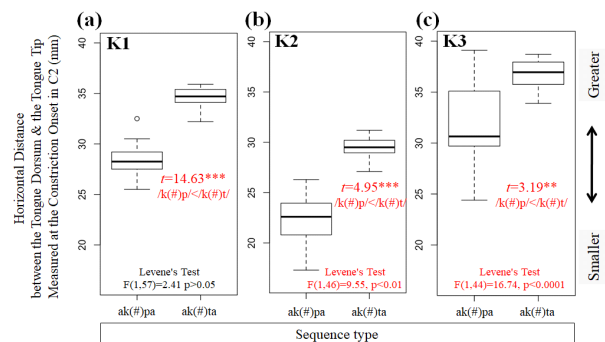 Horizontal Distance
between the Tongue Dorsum & the Tongue Tip
Measured at the Constriction Onset in C2 (mm)
(a)
K1
40
35
30
25
20
t=14.63***
/k(#)p/</k(#)t/
Levene's Test
F(1,57)=2.41 p>0.05
ak(#)pa
ak(#)ta
(b)
K2
40
35
30
25
20
t=4.95***
/k(#)p/</k(#)t/
Levene's Test
F(1,46)=9.55, p<0.01
ak(#)pa
ak(#)ta
(c)
K3
40
35
30
25
20
t=3.19**
/k(#)p/</k(#)t/
Levene's Test
F(1,44)=16.74, p<0.0001
ak(#)pa
ak(#)ta
Greater
Smaller
Sequence type